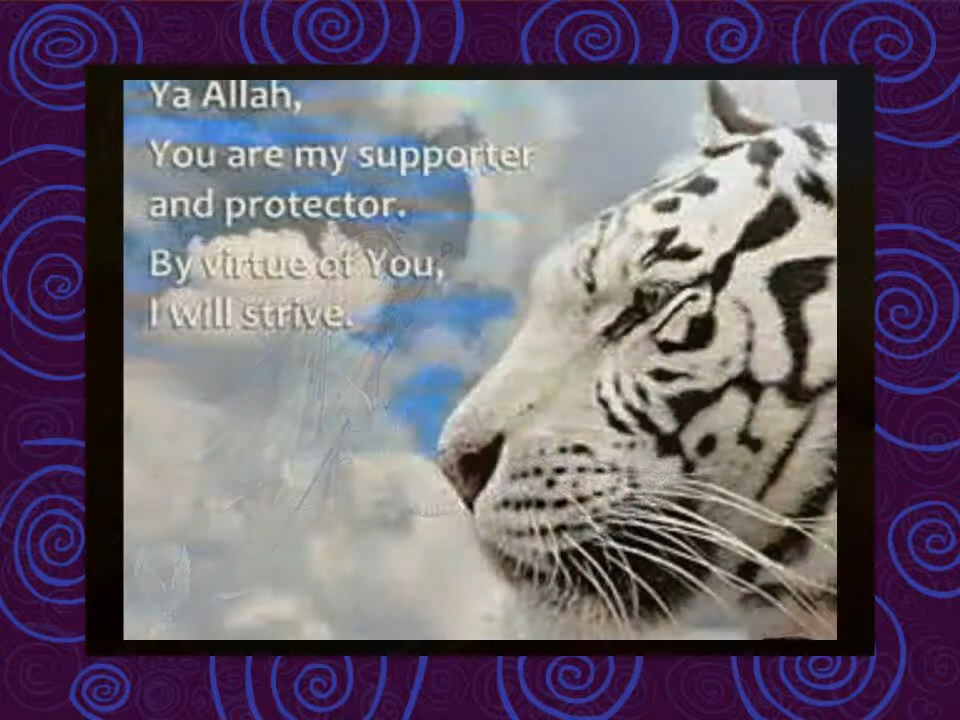 Ya Allah,
You are my supporter
and protector.
By virtue of You,
I will strive.